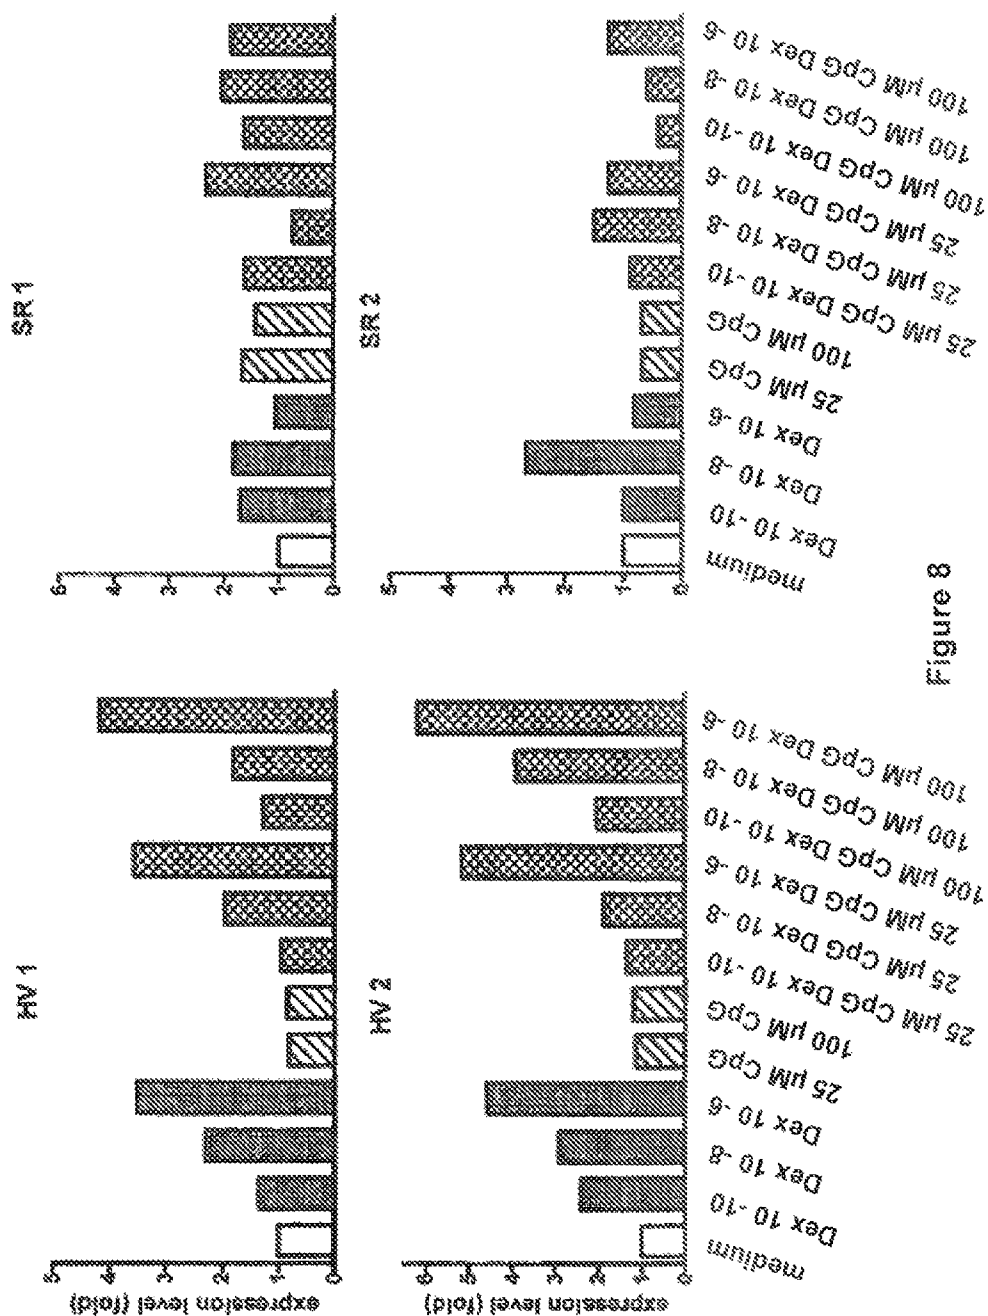 HV 1
expression level (fold)
5
4
3
2
1
0
SR 1
5
4
3
2
1
0
HV 2
expression level (fold)
6
5
4
3
2
1
0
medium
Dex 10 -10
Dex 10 -8
Dex 10 -6
25 µM CpG
100 µM CpG
25 µM CpG Dex 10 -10
25 µM CpG Dex 10 -8
25 µM CpG Dex 10 -6
100 µM CpG Dex 10 -10
100 µM CpG Dex 10 -8
100 µM CpG Dex 10 -6
SR 2
5
4
3
2
1
0
medium
Dex 10 -10
Dex 10 -8
Dex 10 -6
25 µM CpG
100 µM CpG
25 µM CpG Dex 10 -10
25 µM CpG Dex 10 -8
25 µM CpG Dex 10 -6
100 µM CpG Dex 10 -10
100 µM CpG Dex 10 -8
100 µM CpG Dex 10 -6
Figure 8